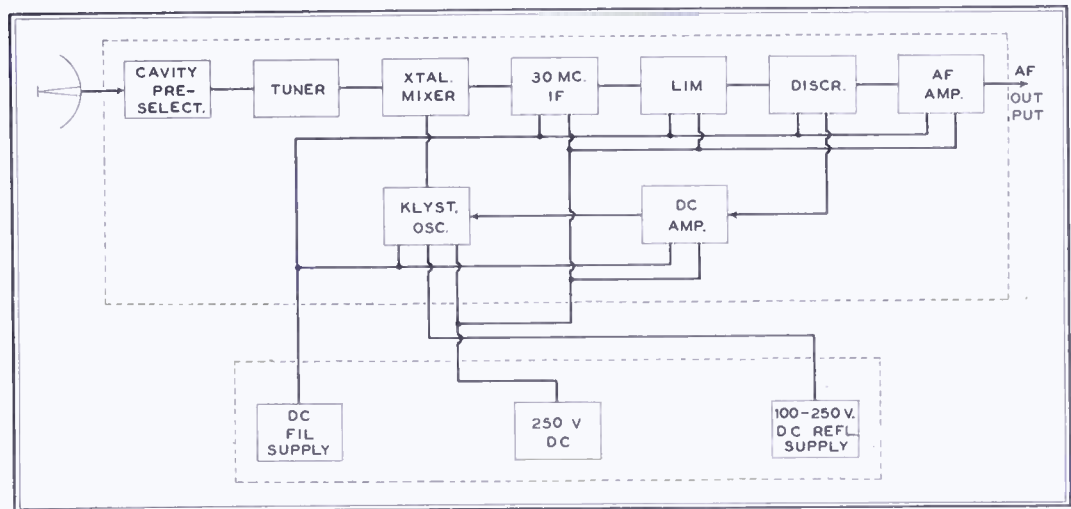 CAVITY
PRE-
SELECT.
TUNER
XTAL.
MIXER
30 MC.
IF
LIM
DISCR.
AF
AMP.
AF
OUT
PUT
KLYST.
OSC.
DC
AMP.
DC
FIL
SUPPLY
250 V
DC
100-250 V.
DC REFL.
SUPPLY